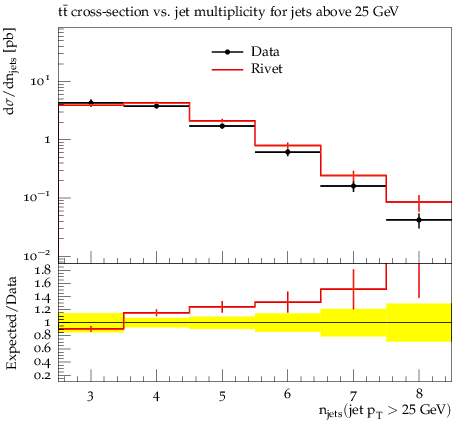 tt̄ cross-section vs. jet multiplicity for jets above 25 GeV
dσ/dn_jets [pb]
Data
Rivet
10¹
1
10⁻¹
10⁻²
Expected/Data
1.8
1.6
1.4
1.2
1
0.8
0.6
0.4
0.2
3 4 5 6 7 8
n_jets(jet p_T > 25 GeV)